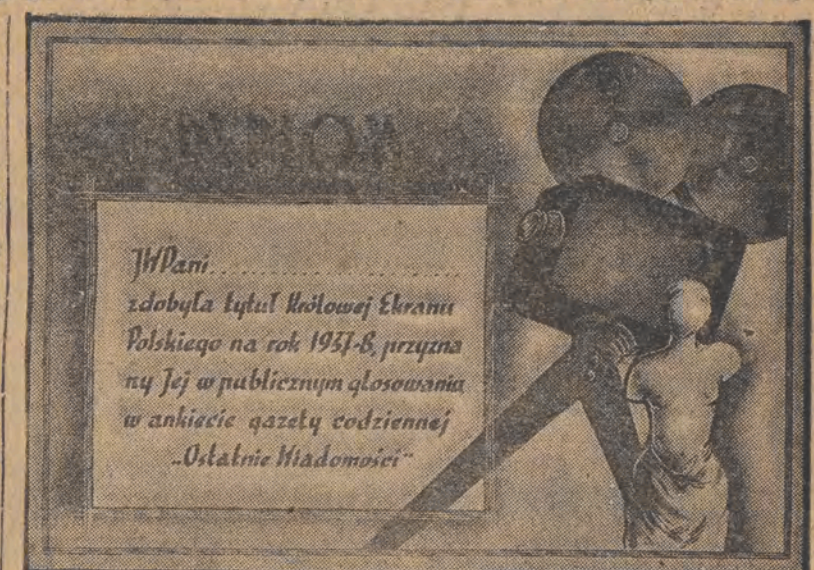 DYPLOM
JWPani......................
zdobyła tytuł Królowej Ekranu
Polskiego na rok 1937-8, przyzna
ny Jej w publicznym głosowaniu
w ankiecie gazety codziennej
„Ostatnie Wiadomości"